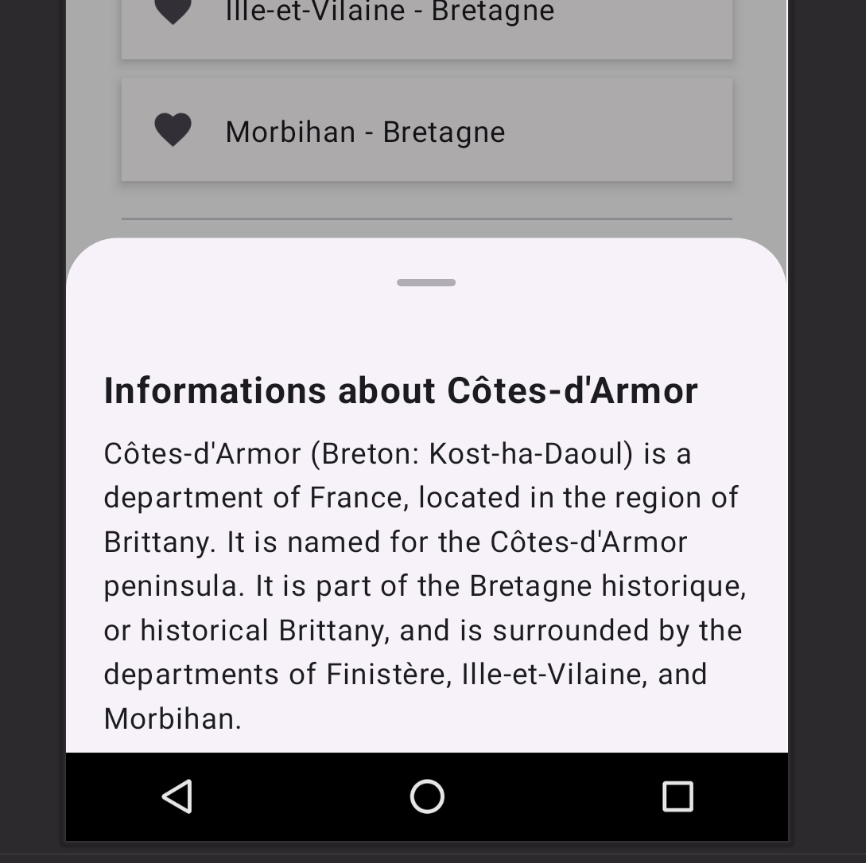 Ille-et-Vilaine - Bretagne
Morbihan - Bretagne
Informations about Côtes-d'Armor
Côtes-d'Armor (Breton: Kost-ha-Daoul) is a
department of France, located in the region of
Brittany. It is named for the Côtes-d'Armor
peninsula. It is part of the Bretagne historique,
or historical Brittany, and is surrounded by the
departments of Finistère, Ille-et-Vilaine, and
Morbihan.